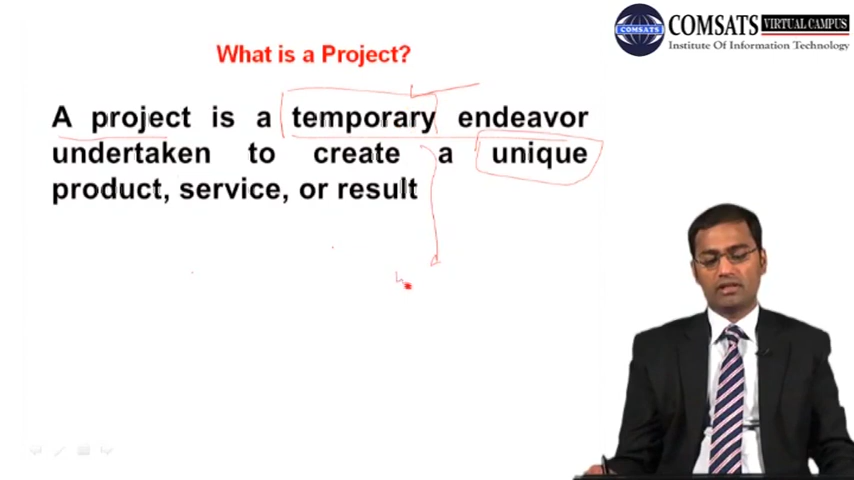 COMSATS VIRTUAL CAMPUS
COMSATS
Institute Of Information Technology
What is a Project?
A project is a temporary endeavor
undertaken to create a unique
product, service, or result